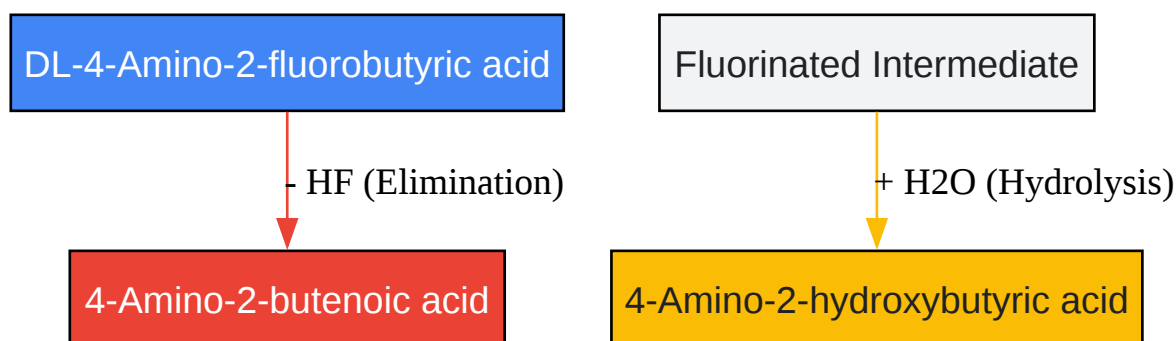 DL-4-Amino-2-fluorobutyric acid
Fluorinated Intermediate
- HF (Elimination)
+ H2O (Hydrolysis)
4-Amino-2-butenoic acid
4-Amino-2-hydroxybutyric acid